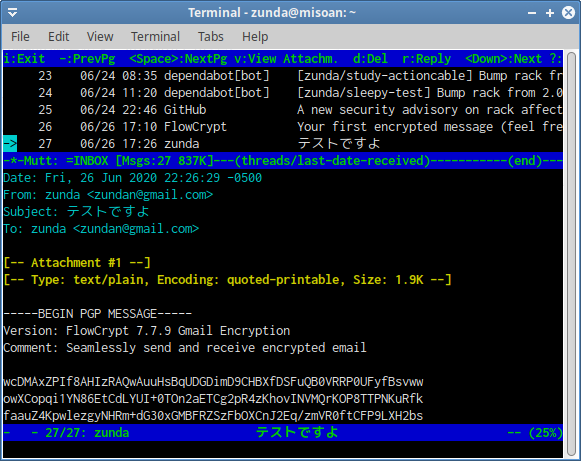 Terminal - zunda@misoan: ~
File Edit View Terminal Tabs Help
i:Exit -:PrevPg <Space>:NextPg v:View Attachm. d:Del r:Reply <Down>:Next ?:
23 06/24 08:35 dependabot[bot] [zunda/study-actioncable] Bump rack fr
24 06/24 11:20 dependabot[bot] [zunda/sleepy-test] Bump rack from 2.0
25 06/24 22:46 GitHub A new security advisory on rack affect
26 06/26 17:10 FlowCrypt Your first encrypted message (feel fre
-> 27 06/26 17:26 zunda テストですよ
-*-Mutt: =INBOX [Msgs:27 837K]---(threads/last-date-received)-----------(end)---
Date: Fri, 26 Jun 2020 22:26:29 -0500
From: zunda <zundan@gmail.com>
Subject: テストですよ
To: zunda <zundan@gmail.com>
[-- Attachment #1 --]
[-- Type: text/plain, Encoding: quoted-printable, Size: 1.9K --]
-----BEGIN PGP MESSAGE-----
Version: FlowCrypt 7.7.9 Gmail Encryption
Comment: Seamlessly send and receive encrypted email
wcDMAxZPIf8AHIzRAQwAuuHsBqUDGDimD9CHBXfDSFuQB0VRRP0UFyfBsvww
owXCopqi1YN86EtCdLYUI+0TOn2aETCg2pR4zKhovINVMQrKOP8TTPNKuRfk
faauZ4KpwlezgyNHRm+dG30xGMBFRZSzFbOXCnJ2Eq/zmVR0ftCFP9LXH2bs
- - 27/27: zunda テストですよ -- (25%)